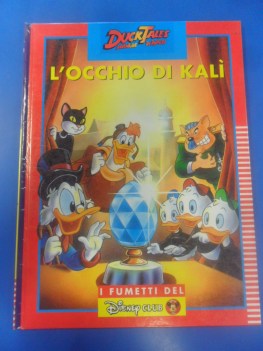 DUCKTALES
L'OCCHIO DI KALÌ
I FUMETTI DEL
DISNEY CLUB